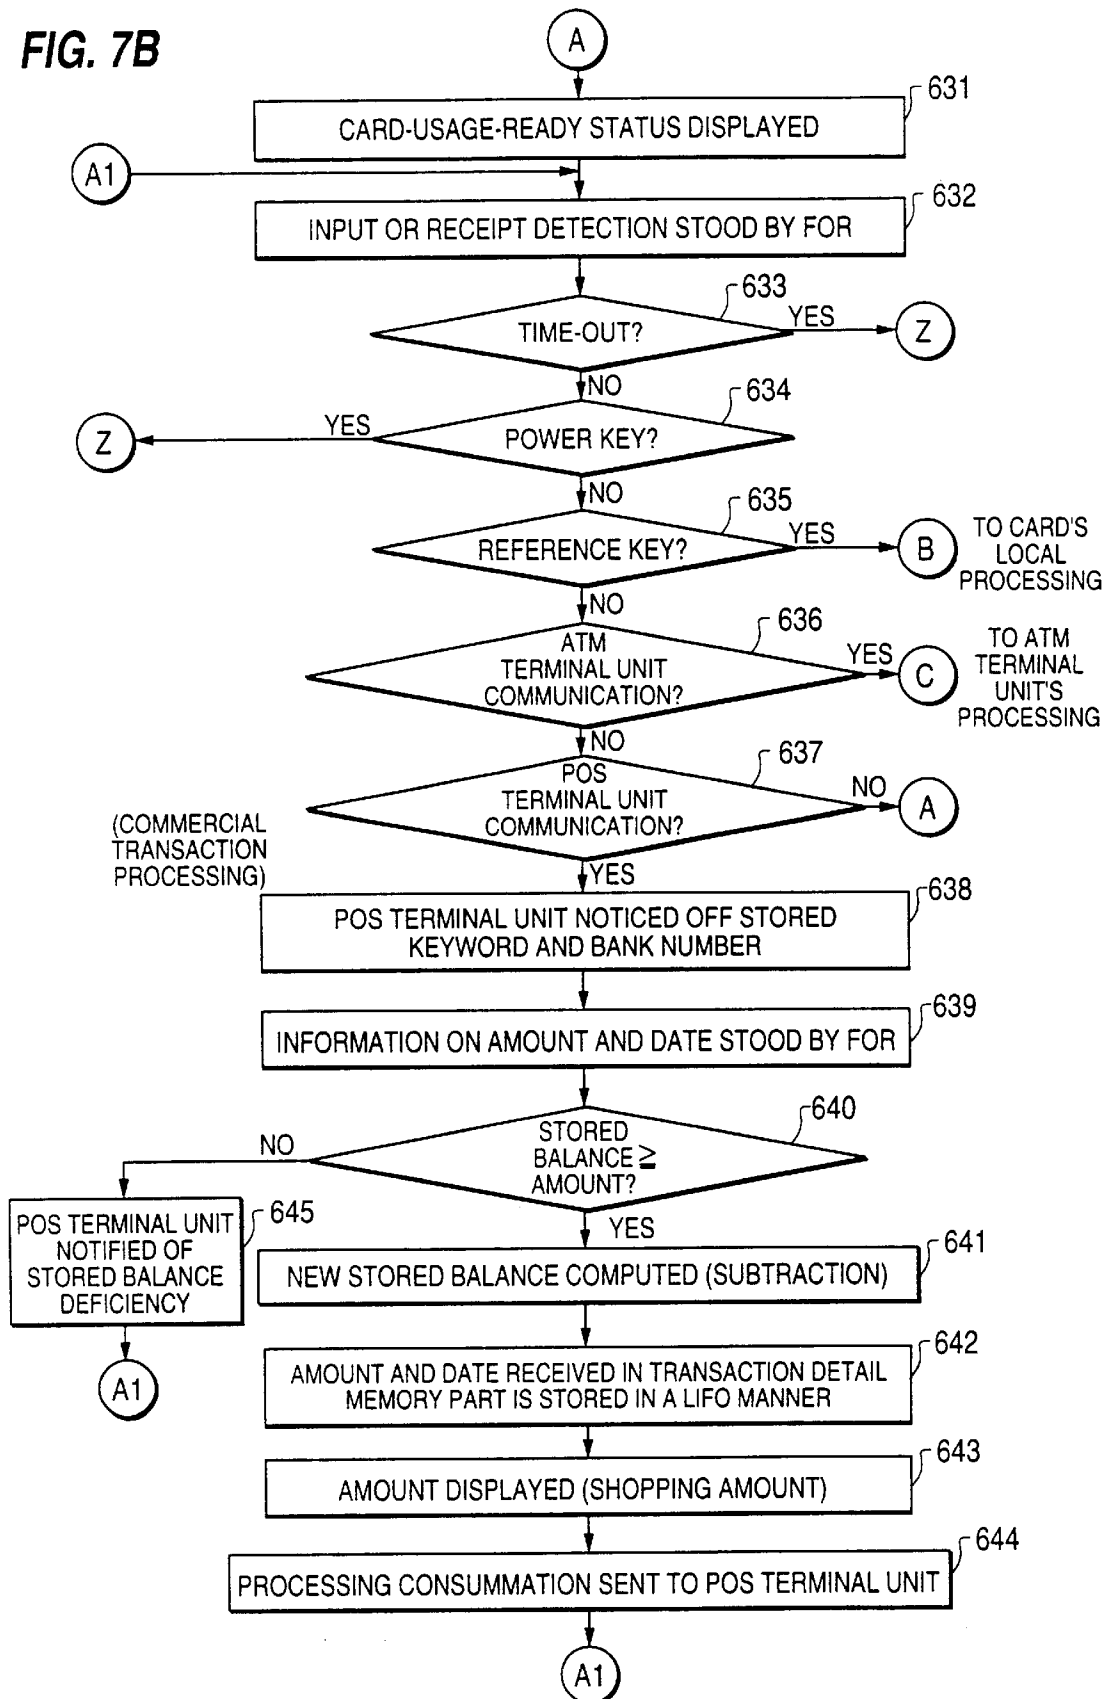 FIG. 7B
A
631
CARD-USAGE-READY STATUS DISPLAYED
A1
632
INPUT OR RECEIPT DETECTION STOOD BY FOR
633
TIME-OUT?
YES
Z
NO
634
POWER KEY?
YES
Z
NO
635
REFERENCE KEY?
YES
B
TO CARD'S
LOCAL
PROCESSING
NO
636
ATM
TERMINAL UNIT
COMMUNICATION?
YES
C
TO ATM
TERMINAL
UNIT'S
PROCESSING
NO
637
POS
TERMINAL UNIT
COMMUNICATION?
NO
A
(COMMERCIAL
TRANSACTION
PROCESSING)
YES
638
POS TERMINAL UNIT NOTICED OFF STORED
KEYWORD AND BANK NUMBER
639
INFORMATION ON AMOUNT AND DATE STOOD BY FOR
640
STORED
BALANCE ≧
AMOUNT?
NO
645
POS TERMINAL UNIT
NOTIFIED OF
STORED BALANCE
DEFICIENCY
A1
YES
641
NEW STORED BALANCE COMPUTED (SUBTRACTION)
642
AMOUNT AND DATE RECEIVED IN TRANSACTION DETAIL
MEMORY PART IS STORED IN A LIFO MANNER
643
AMOUNT DISPLAYED (SHOPPING AMOUNT)
644
PROCESSING CONSUMMATION SENT TO POS TERMINAL UNIT
A1